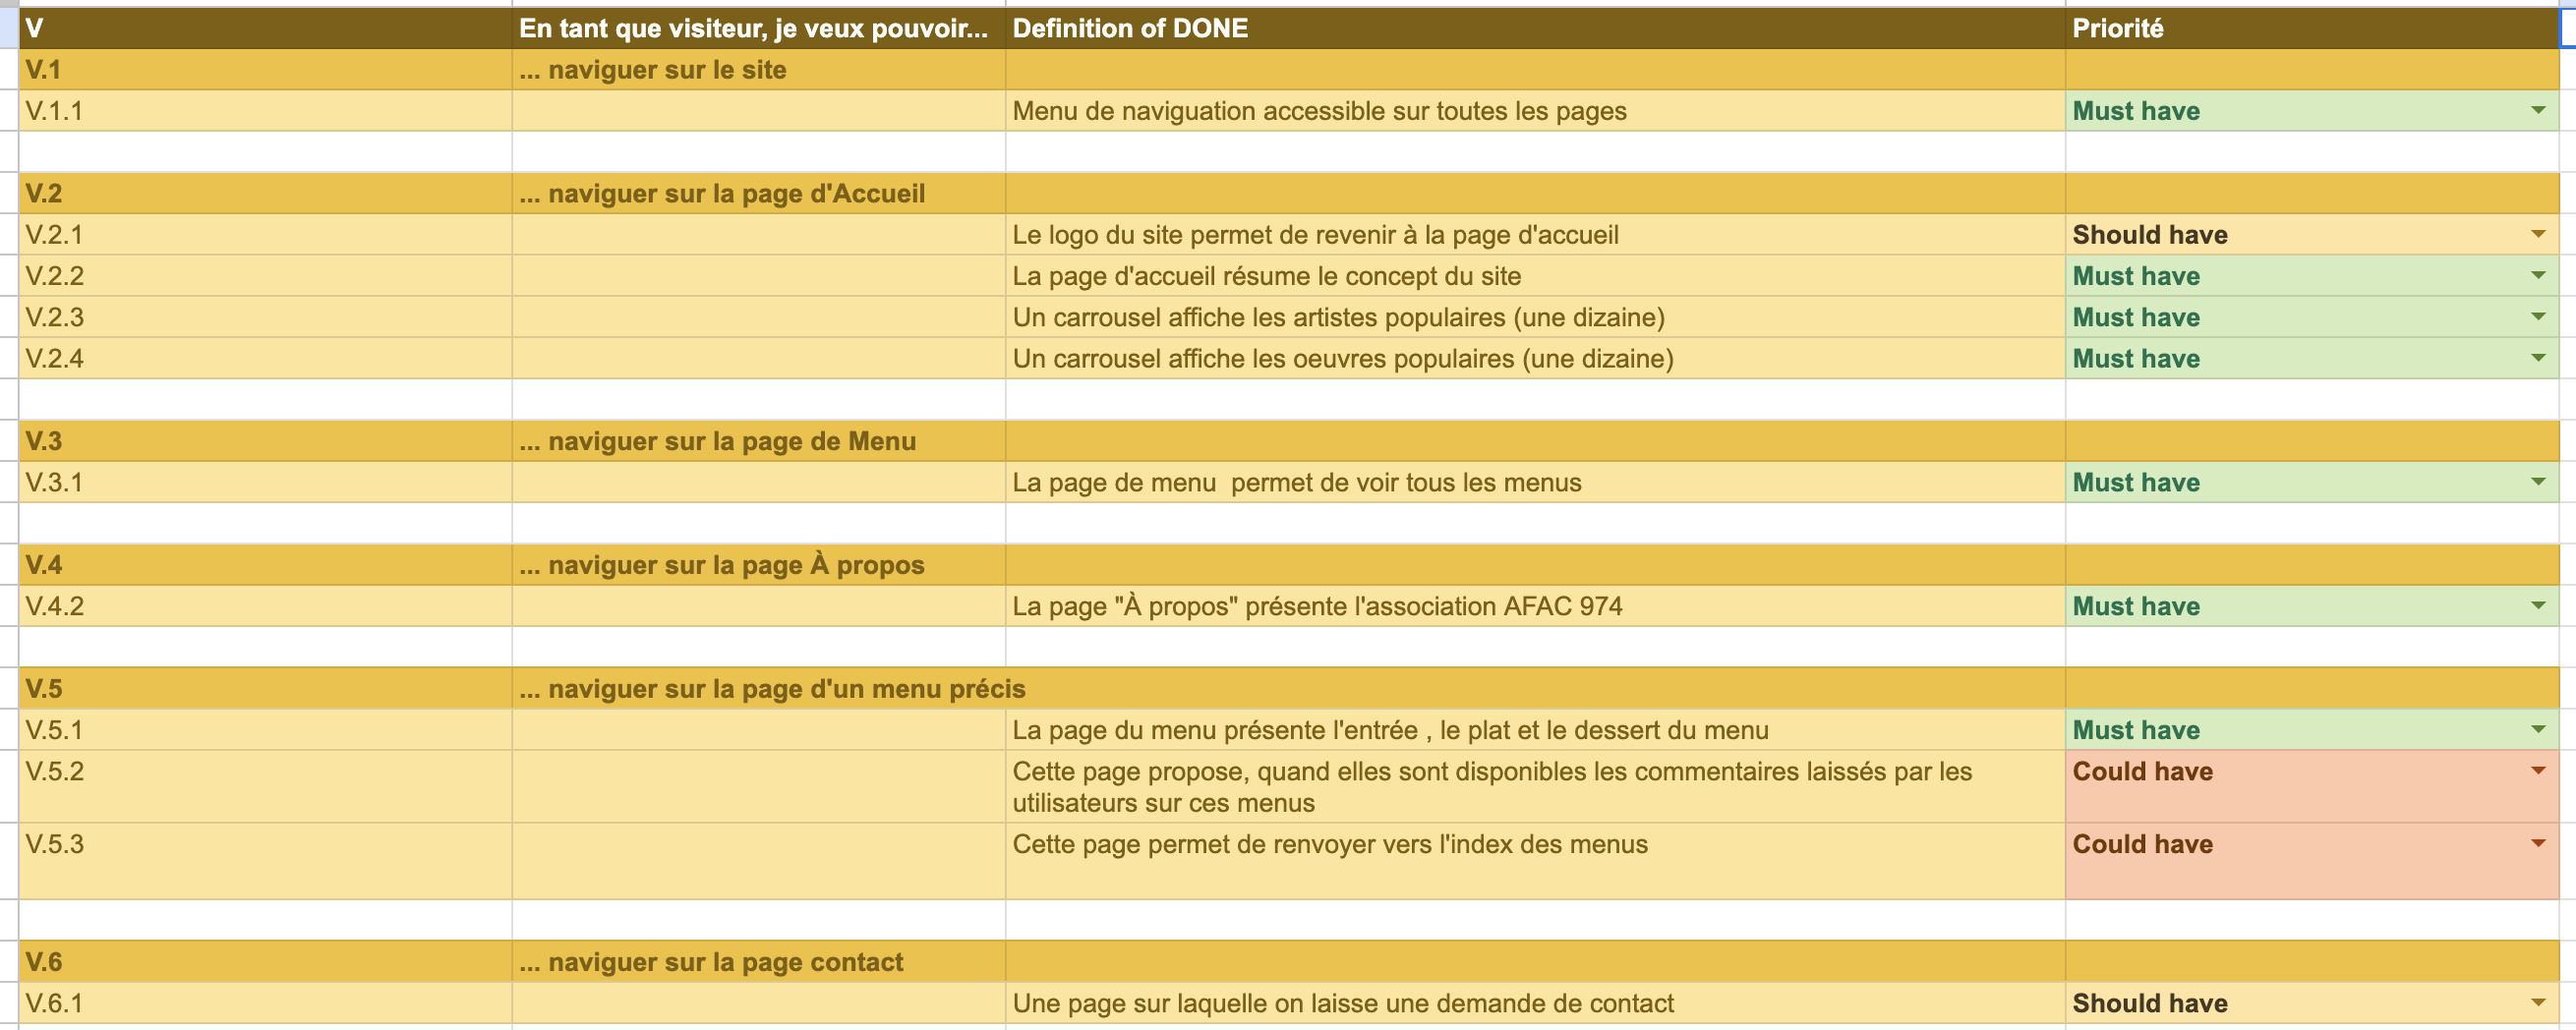 V En tant que visiteur, je veux pouvoir... Definition of DONE Priorité
V.1 ... naviguer sur le site
V.1.1 Menu de naviguation accessible sur toutes les pages Must have
V.2 ... naviguer sur la page d'Accueil
V.2.1 Le logo du site permet de revenir à la page d'accueil Should have
V.2.2 La page d'accueil résume le concept du site Must have
V.2.3 Un carrousel affiche les artistes populaires (une dizaine) Must have
V.2.4 Un carrousel affiche les oeuvres populaires (une dizaine) Must have
V.3 ... naviguer sur la page de Menu
V.3.1 La page de menu  permet de voir tous les menus Must have
V.4 ... naviguer sur la page À propos
V.4.2 La page "À propos" présente l'association AFAC 974 Must have
V.5 ... naviguer sur la page d'un menu précis
V.5.1 La page du menu présente l'entrée , le plat et le dessert du menu Must have
V.5.2 Cette page propose, quand elles sont disponibles les commentaires laissés par les Could have
utilisateurs sur ces menus
V.5.3 Cette page permet de renvoyer vers l'index des menus Could have
V.6 ... naviguer sur la page contact
V.6.1 Une page sur laquelle on laisse une demande de contact Should have